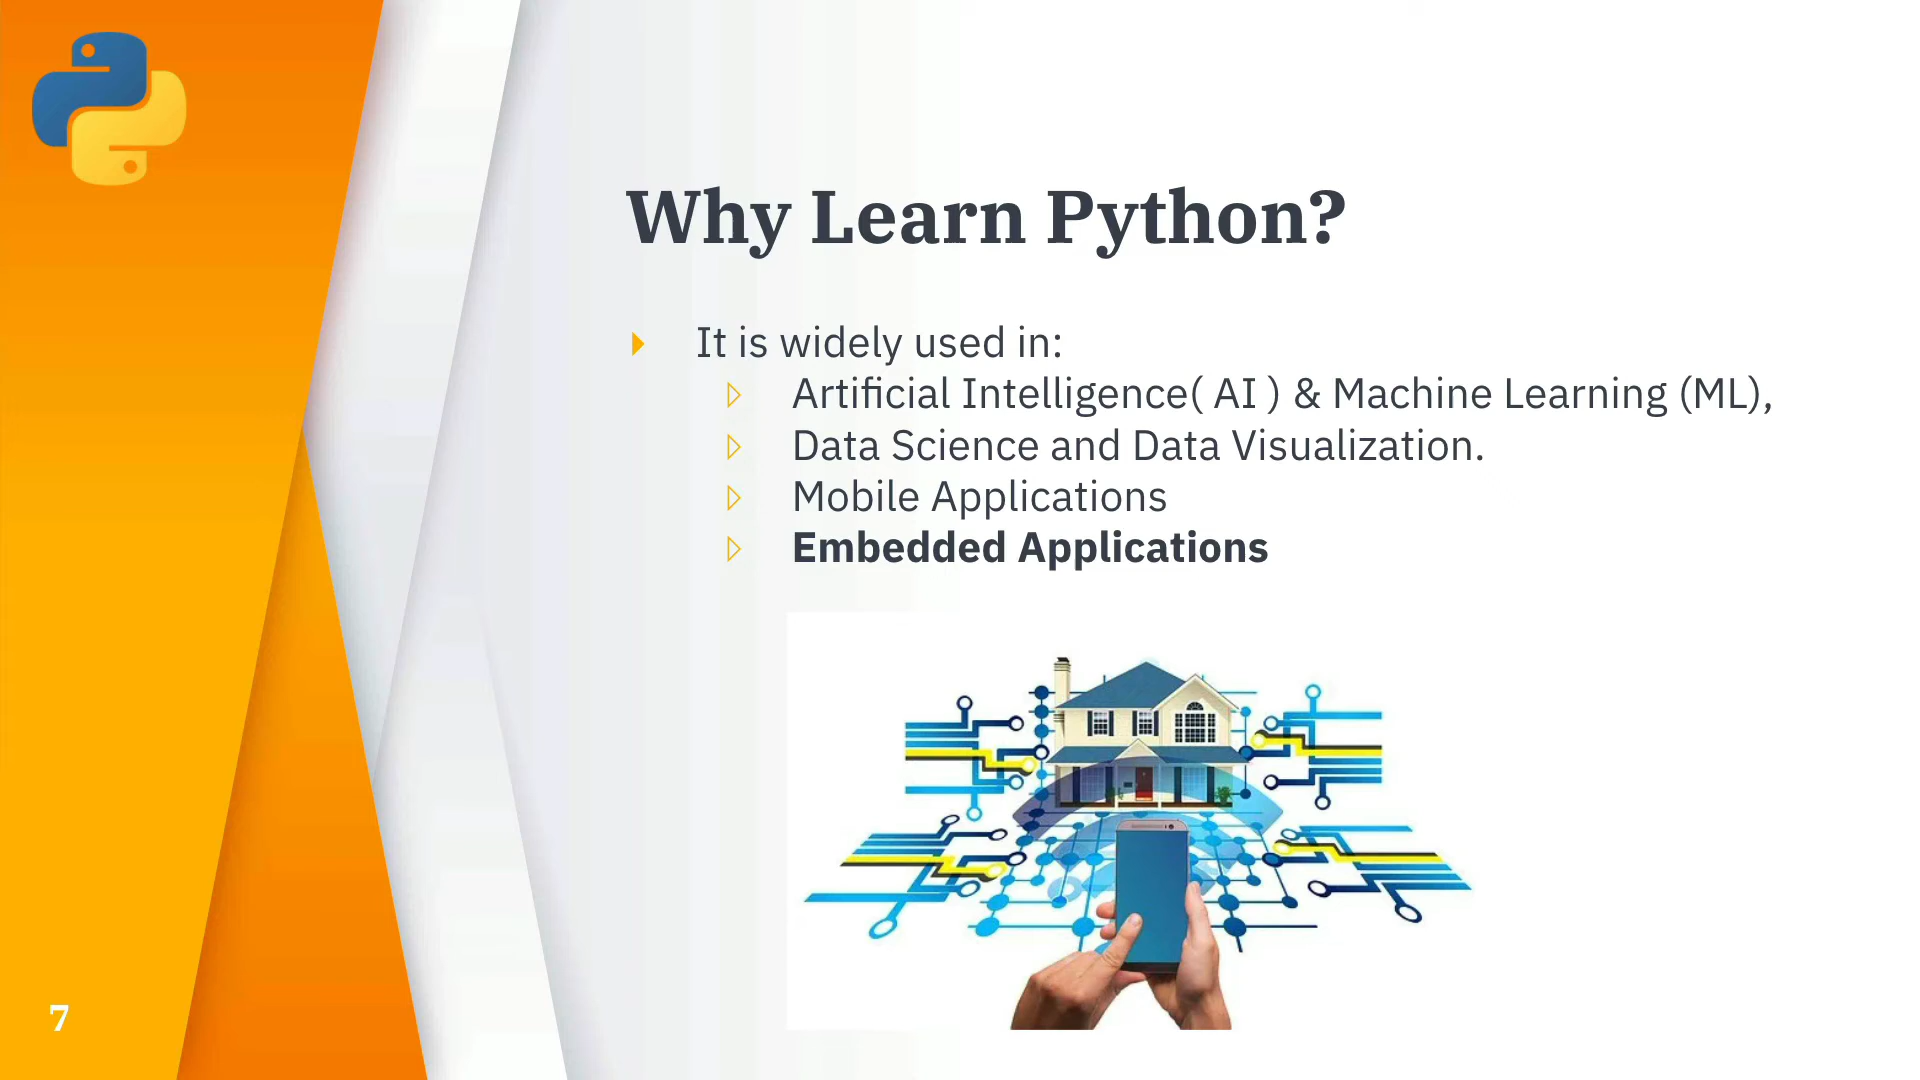 Why Learn Python?
It is widely used in:
Artificial Intelligence( AI ) & Machine Learning (ML),
Data Science and Data Visualization.
Mobile Applications
Embedded Applications
7